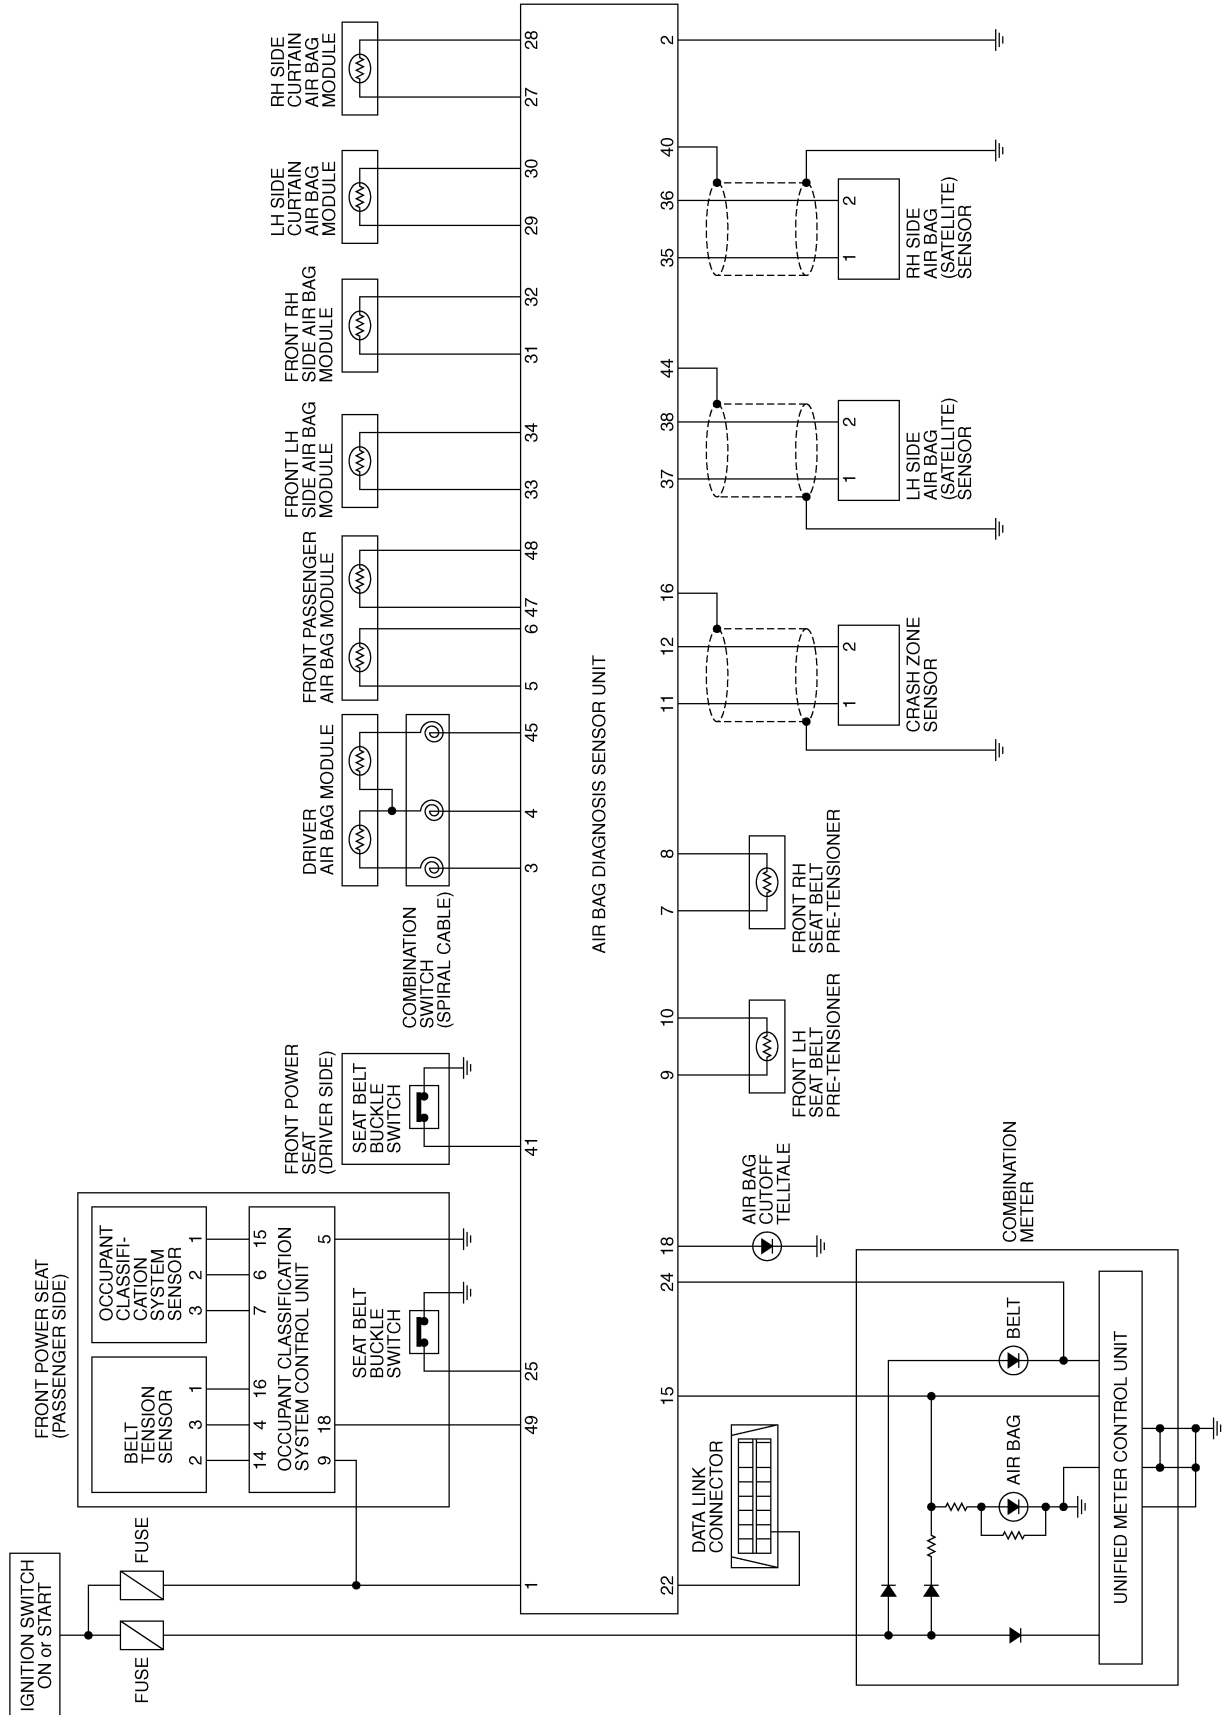 IGNITION SWITCH
ON or START
FUSE
FUSE
FRONT POWER SEAT
(PASSENGER SIDE)
BELT
TENSION
SENSOR
2
3
1
OCCUPANT
CLASSIFI-
CATION
SYSTEM
SENSOR
3
2
1
14
4
16
7
6
15
OCCUPANT CLASSIFICATION
SYSTEM CONTROL UNIT
9
18
5
SEAT BELT
BUCKLE
SWITCH
FRONT POWER
SEAT
(DRIVER SIDE)
SEAT BELT
BUCKLE
SWITCH
COMBINATION
SWITCH
(SPIRAL CABLE)
DRIVER
AIR BAG MODULE
FRONT PASSENGER
AIR BAG MODULE
FRONT LH
SIDE AIR BAG
MODULE
FRONT RH
SIDE AIR BAG
MODULE
LH SIDE
CURTAIN
AIR BAG
MODULE
RH SIDE
CURTAIN
AIR BAG
MODULE
1
49
25
41
3
4
45
5
6
47
48
33
34
31
32
29
30
27
28
AIR BAG DIAGNOSIS SENSOR UNIT
22
15
24
18
9
10
7
8
11
12
16
37
38
44
35
36
40
2
DATA LINK
CONNECTOR
AIR BAG
CUTOFF
TELLTALE
FRONT LH
SEAT BELT
PRE-TENSIONER
FRONT RH
SEAT BELT
PRE-TENSIONER
1
2
CRASH ZONE
SENSOR
1
2
LH SIDE
AIR BAG
(SATELLITE)
SENSOR
1
2
RH SIDE
AIR BAG
(SATELLITE)
SENSOR
COMBINATION
METER
AIR BAG
BELT
UNIFIED METER CONTROL UNIT